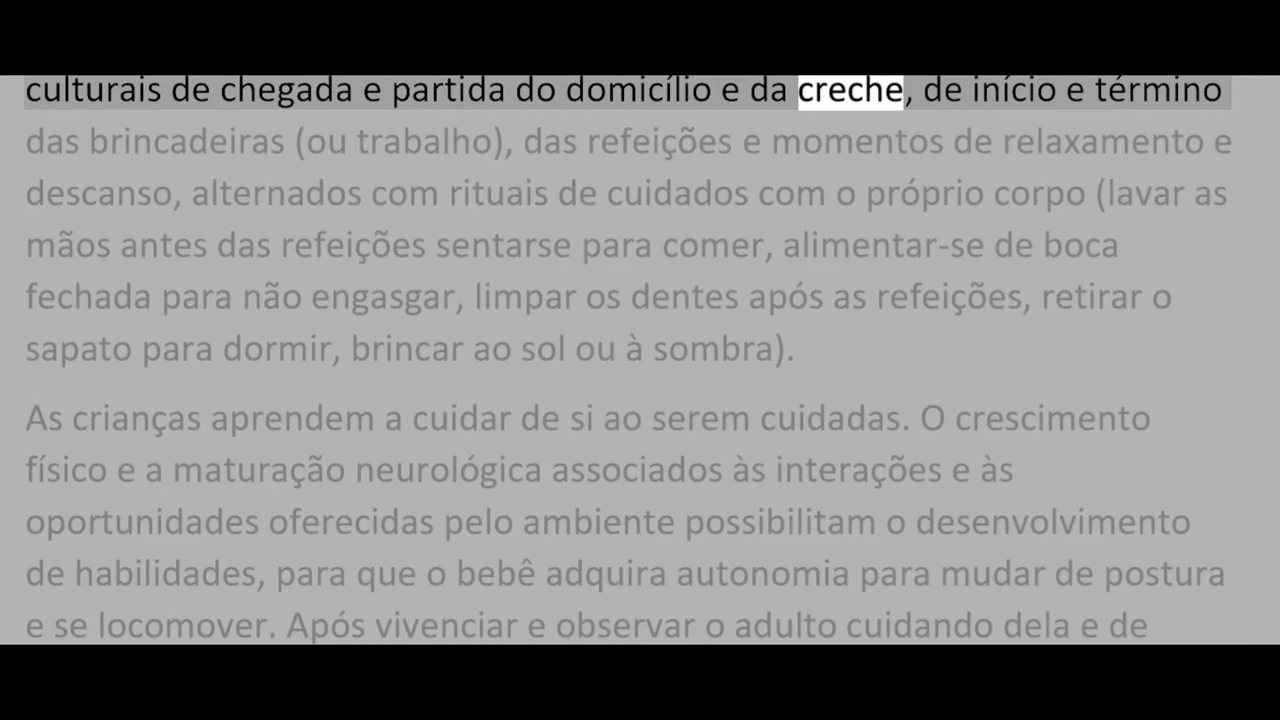 culturais de chegada e partida do domicílio e da creche, de início e término
das brincadeiras (ou trabalho), das refeições e momentos de relaxamento e
descanso, alternados com rituais de cuidados com o próprio corpo (lavar as
mãos antes das refeições sentarse para comer, alimentar-se de boca
fechada para não engasgar, limpar os dentes após as refeições, retirar o
sapato para dormir, brincar ao sol ou à sombra).
As crianças aprendem a cuidar de si ao serem cuidadas. O crescimento
físico e a maturação neurológica associados às interações e às
oportunidades oferecidas pelo ambiente possibilitam o desenvolvimento
de habilidades, para que o bebê adquira autonomia para mudar de postura
e se locomover. Após vivenciar e observar o adulto cuidando dela e de